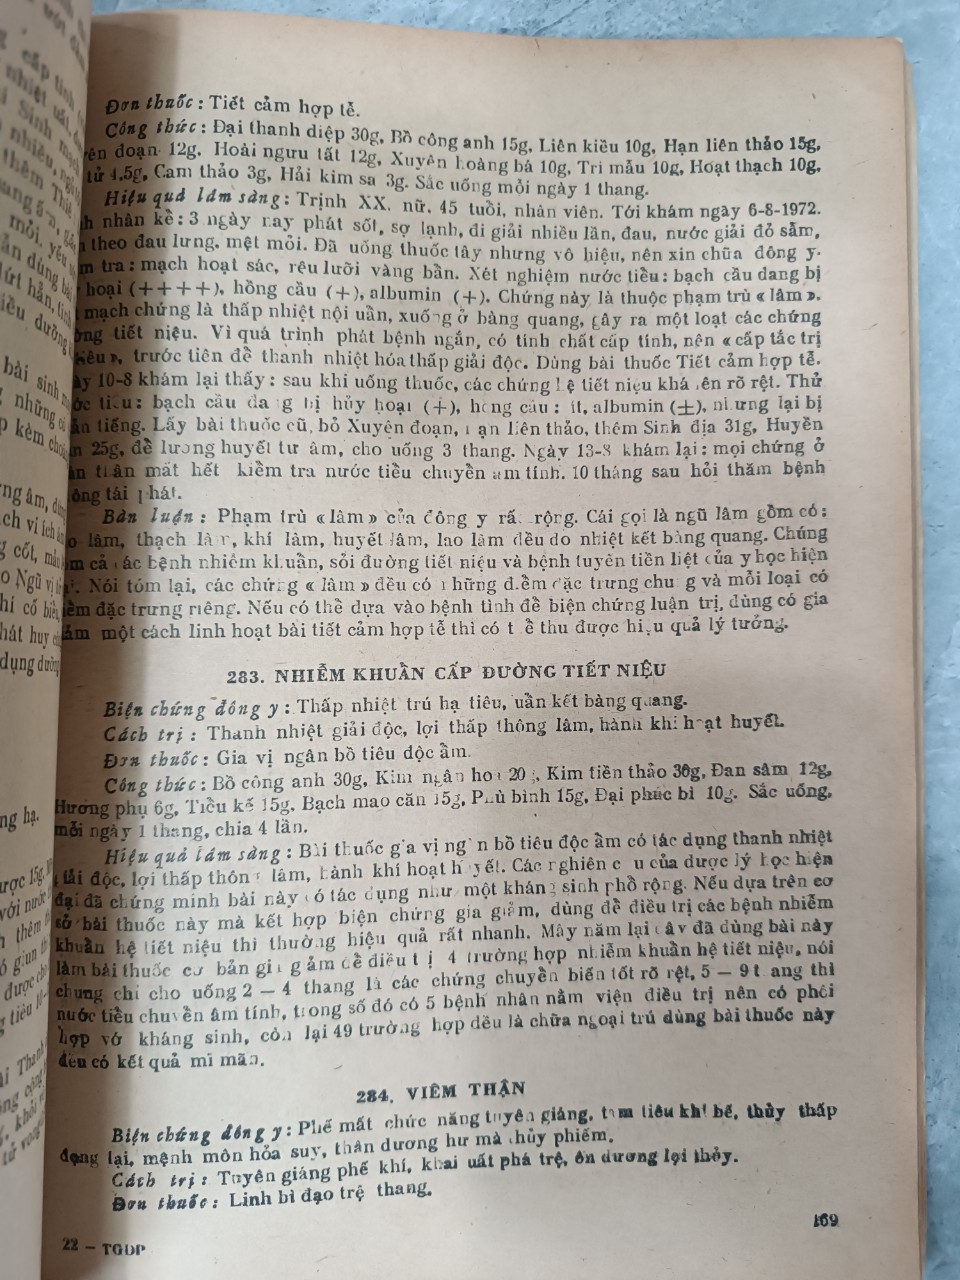 Đơn thuốc: Tiết cảm hợp tễ.
Công thức: Đại thanh diệp 30g, Bồ công anh 15g, Liên kiều 10g, Hạn liên thảo 15g,
đoạn 12g, Hoài ngưu tất 12g, Xuyên hoàng bá 10g, Tri mẫu 10g, Hoạt thạch 10g,
tử 4,5g, Cam thảo 3g, Hải kim sa 3g. Sắc uống mỗi ngày 1 thang.
Hiệu quả lâm sàng: Trịnh XX. nữ. 45 tuổi, nhân viên. Tới khám ngày 6-8-1972.
nhân kể: 3 ngày nay phát sốt, sợ lạnh, đi giải nhiều lần, đau, nước giải đỏ sẫm,
theo đau lưng. mệt mỏi. Đã uống thuốc tây nhưng vô hiệu, nên xin chữa đông y.
tra: mạch hoạt sác, rêu lưỡi vàng bẩn. Xét nghiệm nước tiểu: bạch cầu đang bị
hoại (++++), hồng cầu (+), albumin (+). Chứng này là thuộc phạm trù «lâm».
mạch chứng là thấp nhiệt nội uẩn, xuống ở bàng quang, gây ra một loạt các chứng
tiết niệu. Vì quá trình phát bệnh ngắn, có tính chất cấp tính, nên «cấp tắc trị
», trước tiên để thanh nhiệt hóa thấp giải độc. Dùng bài thuốc Tiết cảm hợp tễ.
10-8 khám lại thấy: sau khi uống thuốc, các chứng hệ tiết niệu khá lên rõ rệt. Thử
tiểu: bạch cầu đang bị hủy hoại (+), hồng cầu: ít, albumin (±), nhưng lại bị
tiếng. Lấy bài thuốc cũ, bỏ Xuyên đoạn, Hạn liên thảo, thêm Sinh địa 31g, Huyền
25g, để lương huyết tư âm, cho uống 3 thang. Ngày 13-8 khám lại: mọi chứng ở
mất hết kiểm tra nước tiểu chuyển âm tính. 10 tháng sau hỏi thăm bệnh
tái phát.
Bàn luận: Phạm trù «lâm» của đông y rất rộng. Cái gọi là ngũ lâm gồm có:
lâm, thạch lâm, khí lâm, huyết lâm, lao lâm đều do nhiệt kết bàng quang. Chúng
cả các bệnh nhiễm khuẩn, sỏi đường tiết niệu và bệnh tuyến tiền liệt của y học hiện
Nói tóm lại, các chứng «lâm» đều có những điểm đặc trưng chung và mỗi loại có
đặc trưng riêng. Nếu có thể dựa vào bệnh tình để biện chứng luận trị, dùng có gia
một cách linh hoạt bài tiết cảm hợp tễ thì có thể thu được hiệu quả lý tưởng.
283. NHIỄM KHUẨN CẤP ĐƯỜNG TIẾT NIỆU
Biện chứng đông y: Thấp nhiệt trú hạ tiêu, uẩn kết bàng quang.
Cách trị: Thanh nhiệt giải độc, lợi thấp thông lâm, hành khí hoạt huyết.
Đơn thuốc: Gia vị ngân bồ tiêu độc ẩm.
Công thức: Bồ công anh 30g, Kim ngân hoa 20g, Kim tiền thảo 30g, Đan sâm 12g,
Hương phụ 6g, Tiểu kế 15g, Bạch mao căn 15g, Phù bình 15g, Đại phúc bì 10g. Sắc uống,
mỗi ngày 1 thang, chia 4 lần.
Hiệu quả lâm sàng: Bài thuốc gia vị ngân bồ tiêu độc ẩm có tác dụng thanh nhiệt
tải độc, lợi thấp thông lâm, hành khí hoạt huyết. Các nghiên cứu của dược lý học hiện
đại đã chứng minh bài này có tác dụng như một kháng sinh phổ rộng. Nếu dựa trên cơ
sở bài thuốc này mà kết hợp biện chứng gia giảm, dùng để điều trị các bệnh nhiễm
khuẩn hệ tiết niệu thì thường hiệu quả rất nhanh. Mấy năm lại đây đã dùng bài này
làm bài thuốc cơ bản gia giảm để điều trị 4 trường hợp nhiễm khuẩn hệ tiết niệu, nói
chung chỉ cho uống 2 — 4 thang là các chứng chuyển biến tốt rõ rệt, 5 — 9 thang thì
nước tiểu chuyển âm tính, trong số đó có 5 bệnh nhân nằm viện điều trị nên có phối
hợp với kháng sinh, còn lại 49 trường hợp đều là chữa ngoại trú dùng bài thuốc này
đều có kết quả mĩ mãn.
284. VIÊM THẬN
Biện chứng đông y: Phế mất chức năng tuyên giáng, tam tiêu khí bế, thủy thấp
đọng lại, mệnh môn hỏa suy, thận dương hư mà thủy phiếm.
Cách trị: Tuyên giáng phế khí, khai uất phá trệ, ôn dương lợi thủy.
Đơn thuốc: Linh bì đạo trệ thang.
169
22 — TGDP